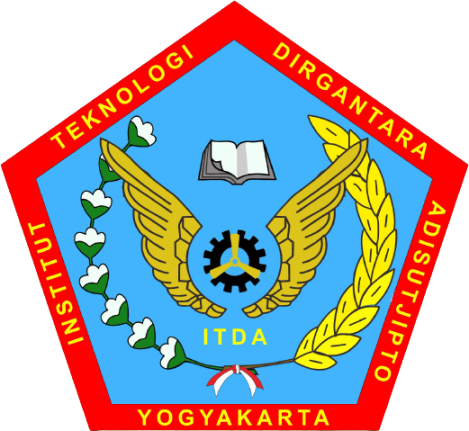 INSTITUT
TEKNOLOGI
DIRGANTARA
ADISUTJIPTO
ITDA
YOGYAKARTA